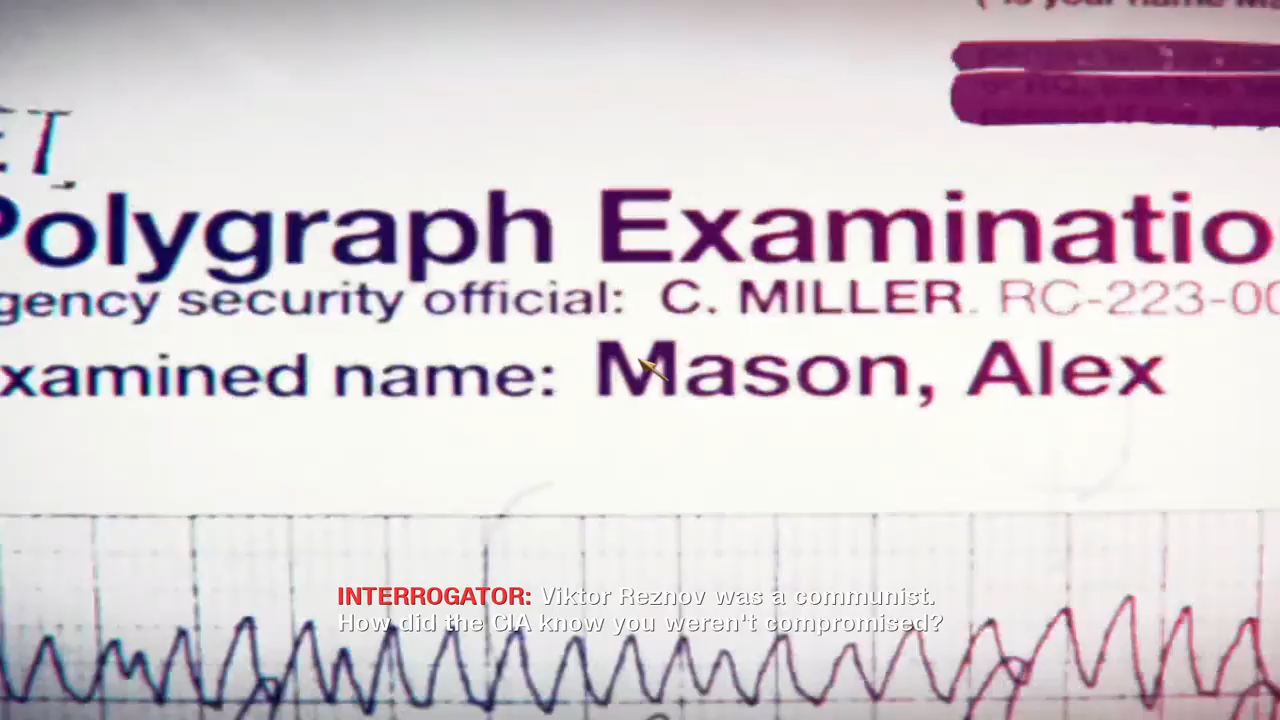 ET
Polygraph Examinatio
gency security official: C. MILLER. RC-223-00
xamined name: Mason, Alex
INTERROGATOR: Viktor Reznov was a communist.
How did the CIA know you weren't compromised?